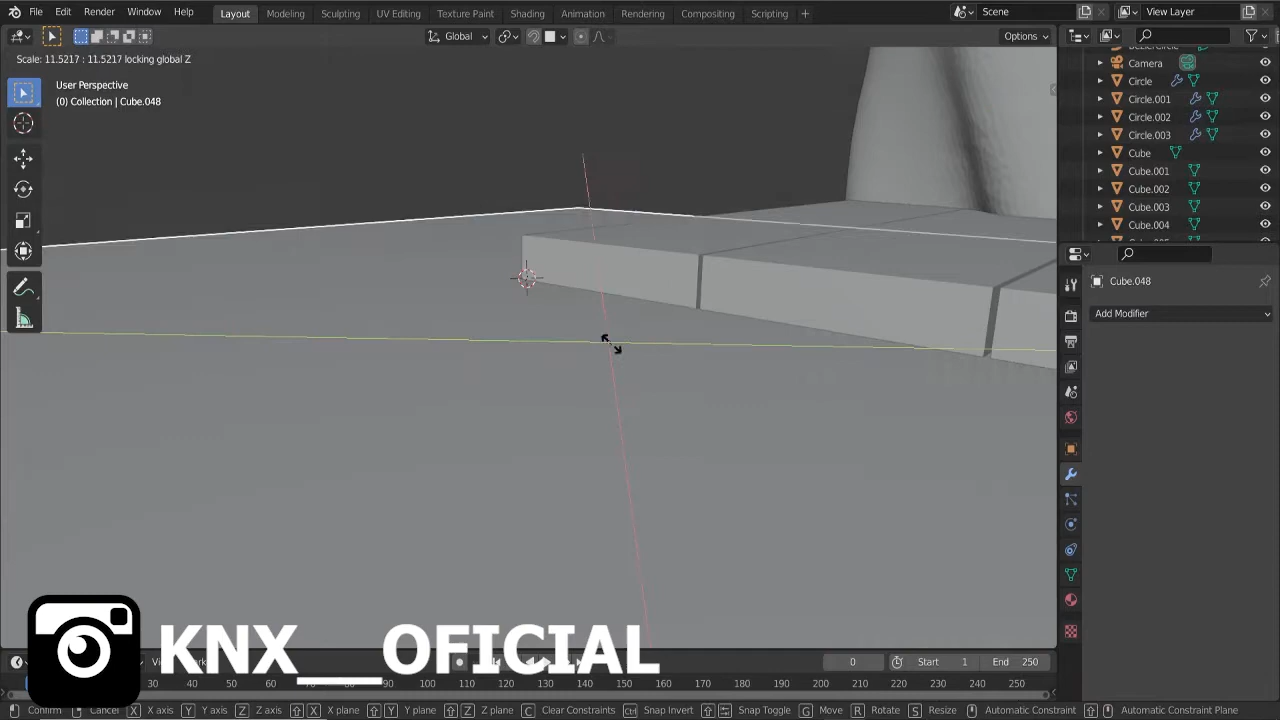 File Edit Render Window Help Layout Modeling Sculpting UV Editing Texture Paint Shading Animation Rendering Compositing Scripting + Scene View Layer
Global Options
Scale: 11.5217 : 11.5217 locking global Z
User Perspective
(0) Collection | Cube.048
Camera
Circle
Circle.001
Circle.002
Circle.003
Cube
Cube.001
Cube.002
Cube.003
Cube.004
Cube.048
Add Modifier
KNX___OFICIAL
0 Start 1 End 250
30 40 50 60 70 80 90 100 110 120 130 140 150 160 170 180 190 200 210 220 230 240 250
Confirm Cancel X X axis Y Y axis Z Z axis X X plane Y Y plane Z Z plane C Clear Constraints Ctrl Snap Invert Snap Toggle G Move R Rotate S Resize Automatic Constraint Automatic Constraint Plane